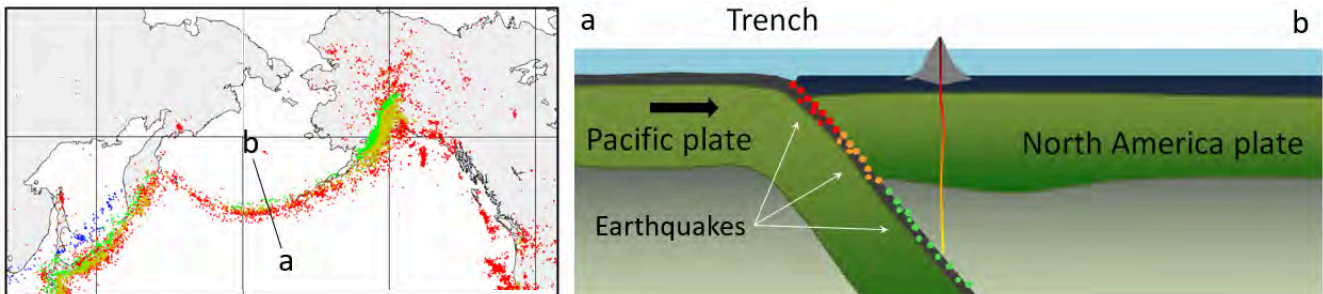 b
a
a
Trench
b
Pacific plate
North America plate
Earthquakes